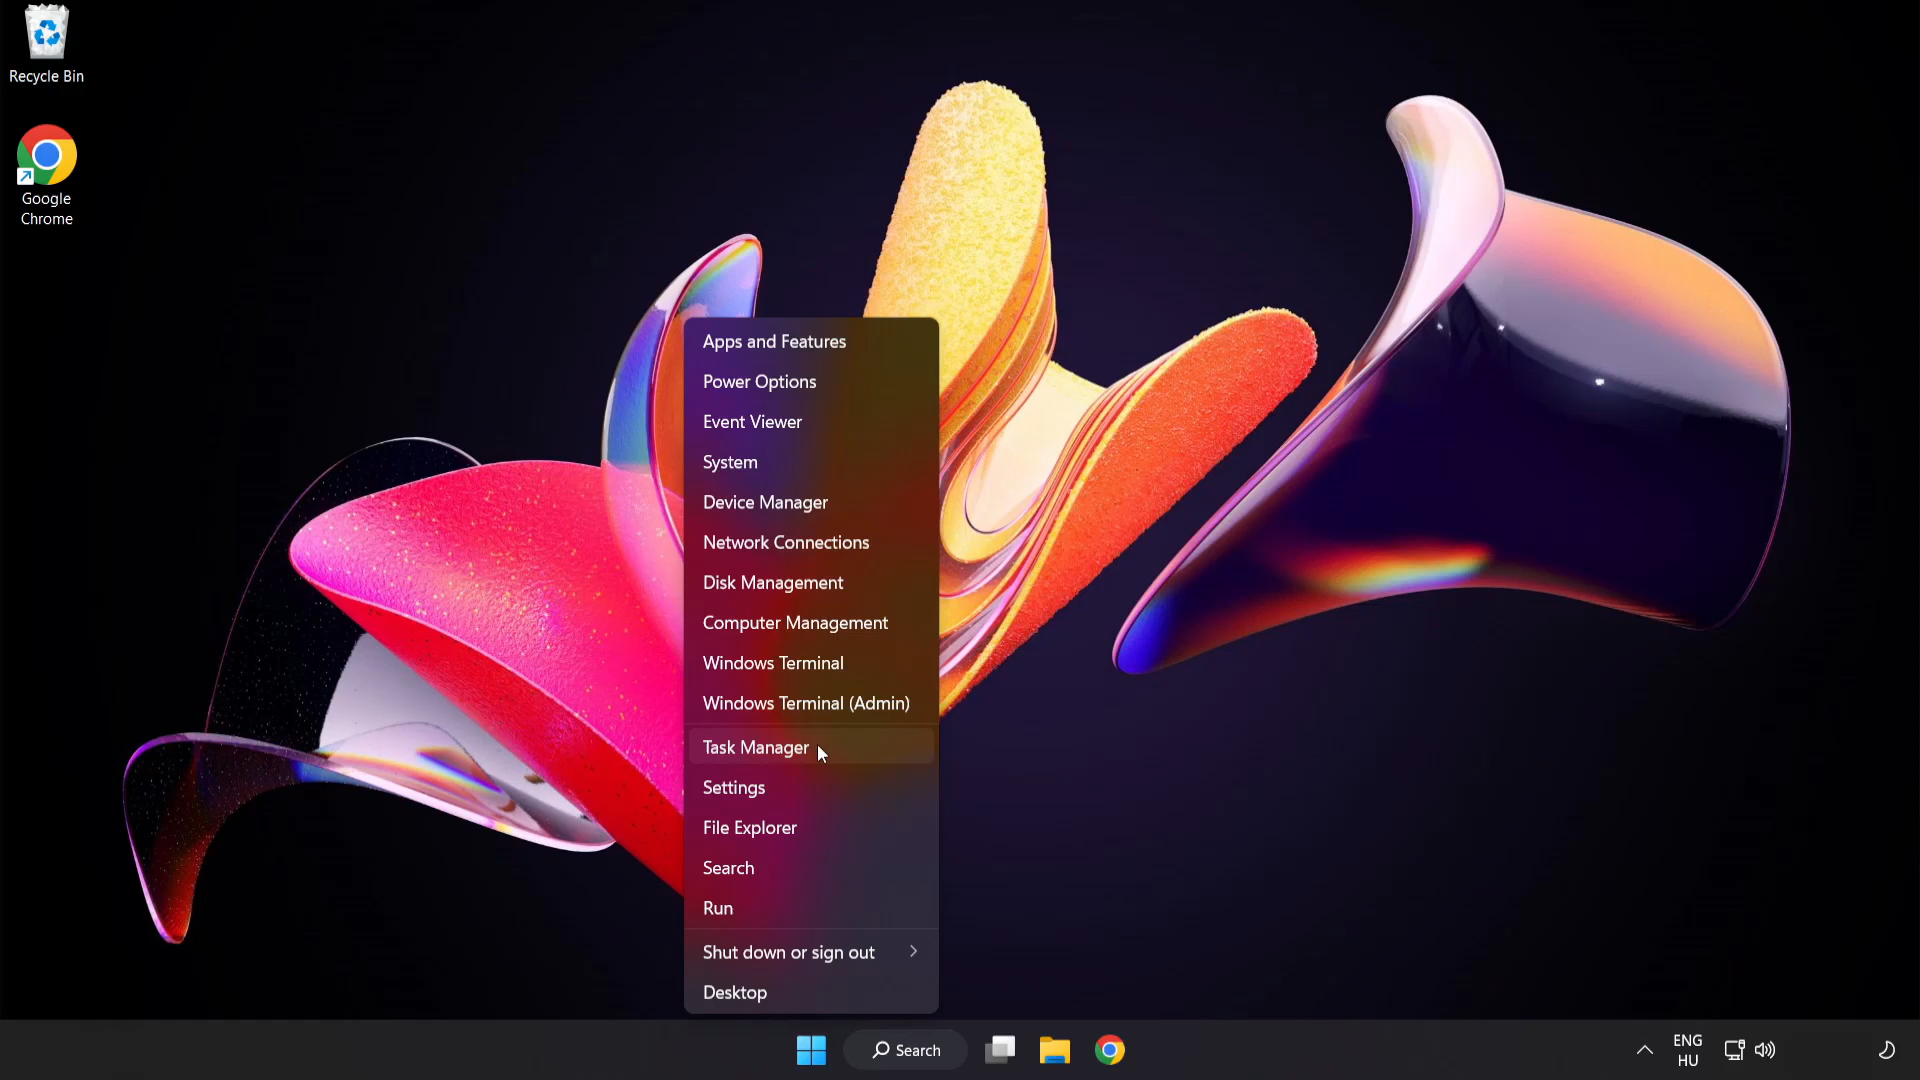 Recycle Bin
Google
Chrome
Apps and Features
Power Options
Event Viewer
System
Device Manager
Network Connections
Disk Management
Computer Management
Windows Terminal
Windows Terminal (Admin)
Task Manager
Settings
File Explorer
Search
Run
Shut down or sign out
Desktop
Search
ENG
HU